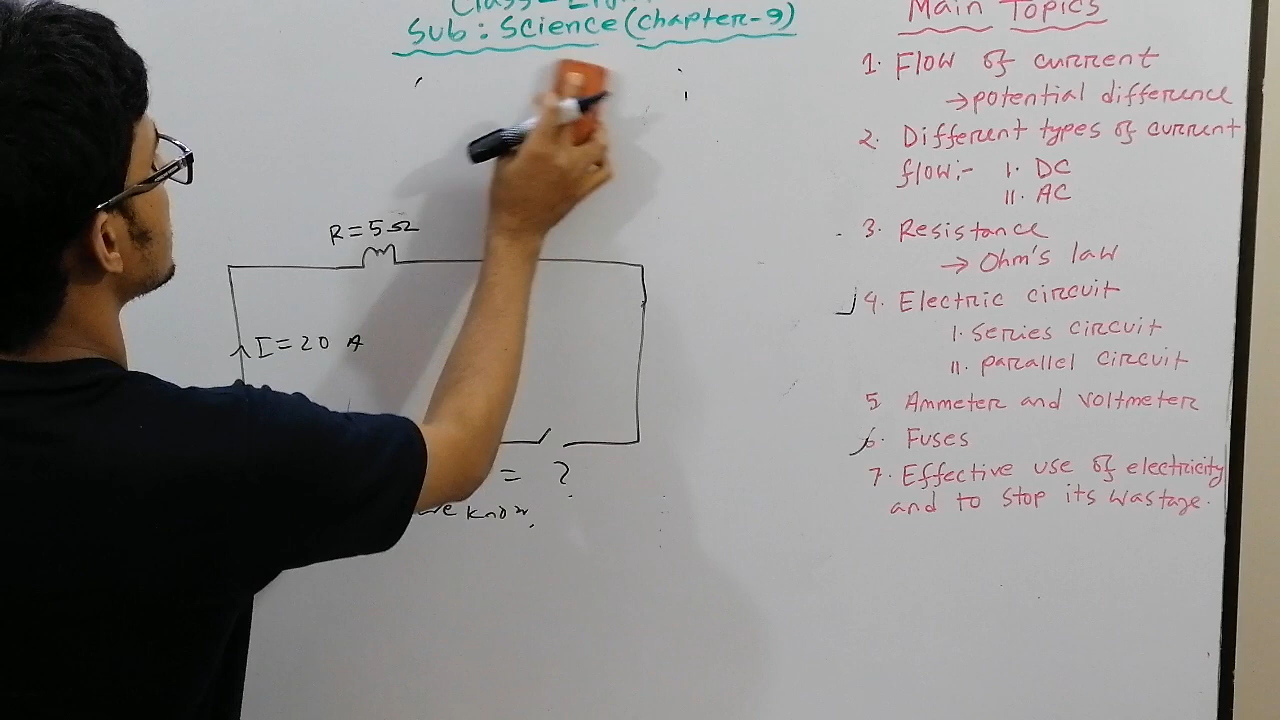 Sub : Science (Chapter-9)
R = 5 Ω
I = 20 A
= ?
we know,
Main Topics
1. Flow of current
→ potential difference
2. Different types of current
flow:- I. DC
II. AC
3. Resistance
→ Ohm's law
4. Electric circuit
I. series circuit
II. parallel circuit
5 Ammeter and voltmeter
6. Fuses
7. Effective use of electricity
and to stop its wastage.